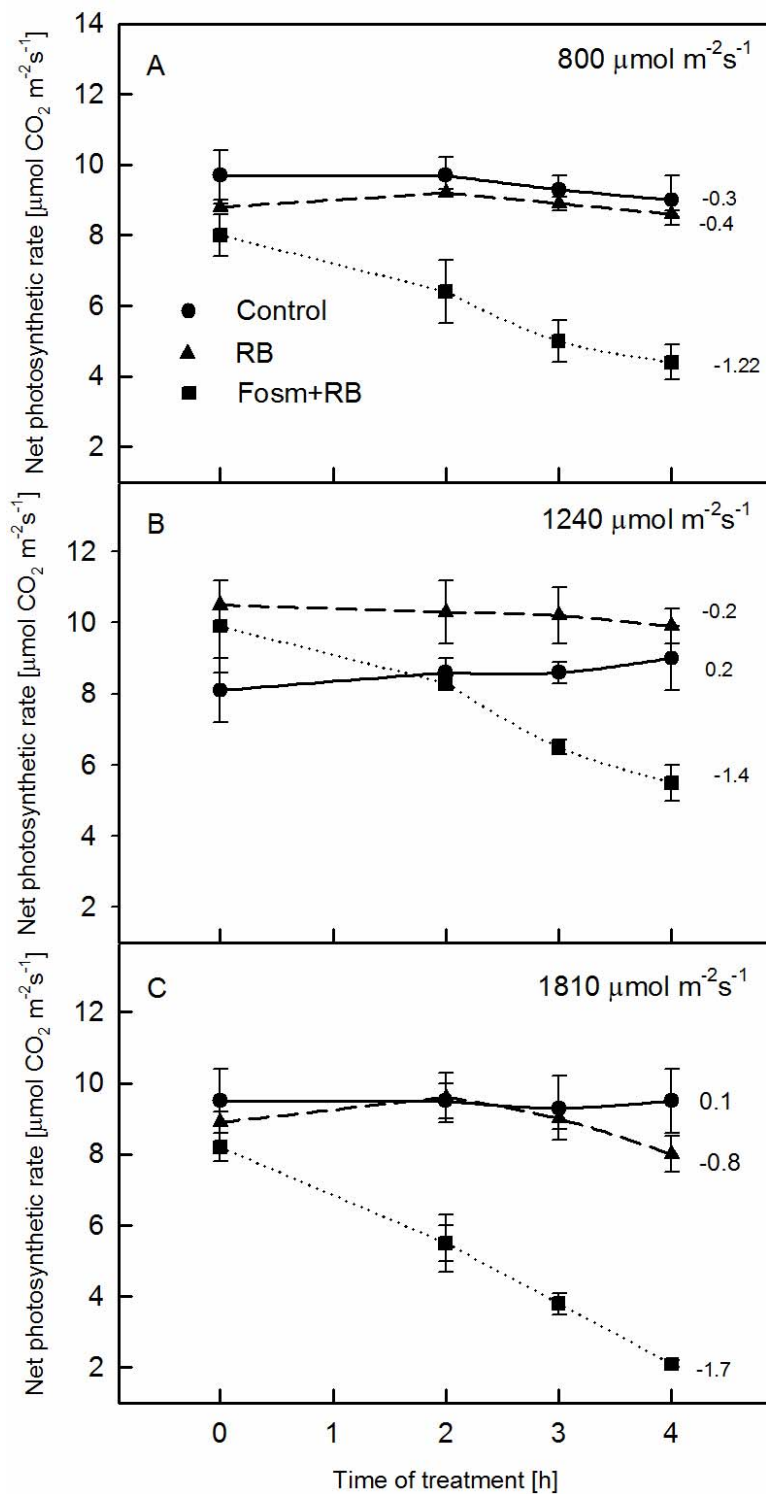 14
12
10
8
6
4
2
Net photosynthetic rate [μmol CO₂ m⁻²s⁻¹]
A
800 μmol m⁻²s⁻¹
-0.3
-0.4
-1.22
Control
RB
Fosm+RB
12
10
8
6
4
2
Net photosynthetic rate [μmol CO₂ m⁻²s⁻¹]
B
1240 μmol m⁻²s⁻¹
-0.2
0.2
-1.4
12
10
8
6
4
2
Net photosynthetic rate [μmol CO₂ m⁻²s⁻¹]
C
1810 μmol m⁻²s⁻¹
0.1
-0.8
-1.7
0 1 2 3 4
Time of treatment [h]